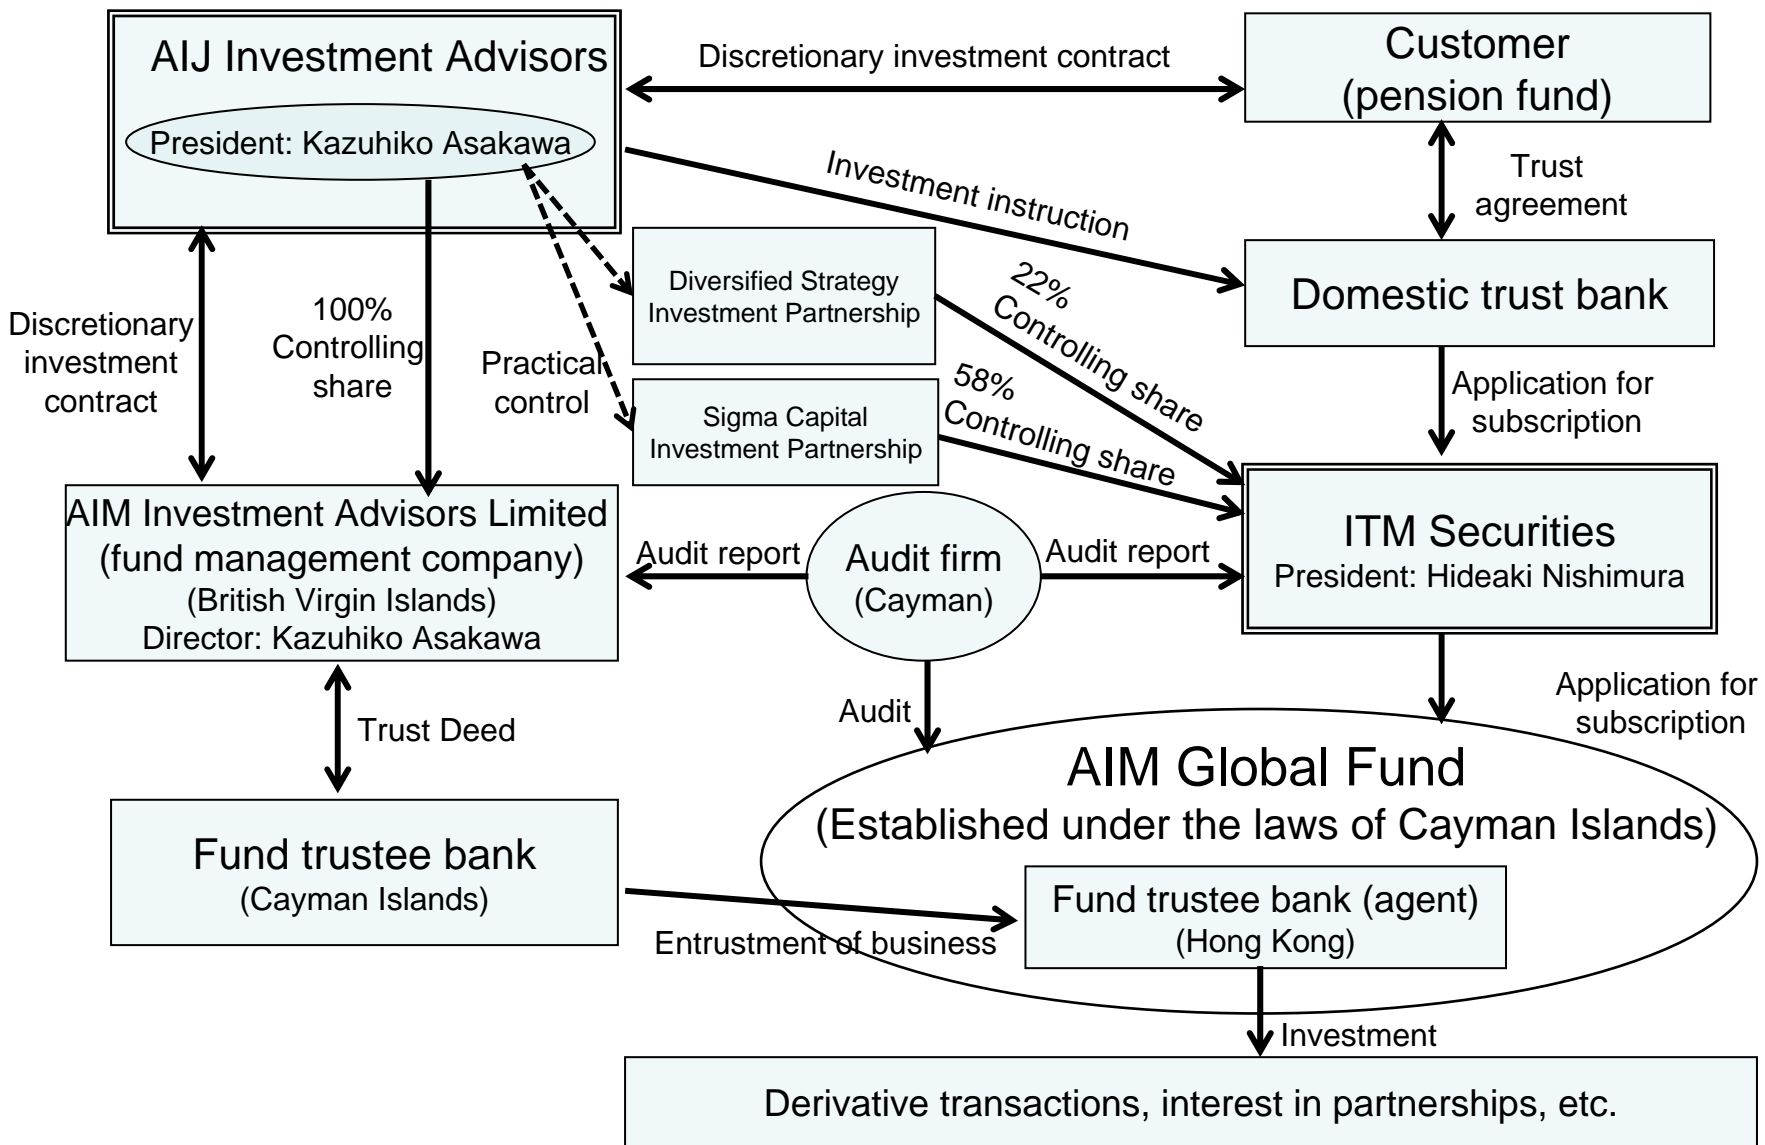 AIJ Investment Advisors
President: Kazuhiko Asakawa
Discretionary investment contract
Customer
(pension fund)
Trust
agreement
Investment instruction
Domestic trust bank
Diversified Strategy
Investment Partnership
22%
Controlling share
Discretionary
investment
contract
100%
Controlling
share
Practical
control
Sigma Capital
Investment Partnership
58%
Controlling share
Application for
subscription
AIM Investment Advisors Limited
(fund management company)
(British Virgin Islands)
Director: Kazuhiko Asakawa
Audit report
Audit firm
(Cayman)
Audit report
ITM Securities
President: Hideaki Nishimura
Trust Deed
Audit
Application for
subscription
AIM Global Fund
(Established under the laws of Cayman Islands)
Fund trustee bank
(Cayman Islands)
Entrustment of business
Fund trustee bank (agent)
(Hong Kong)
Investment
Derivative transactions, interest in partnerships, etc.